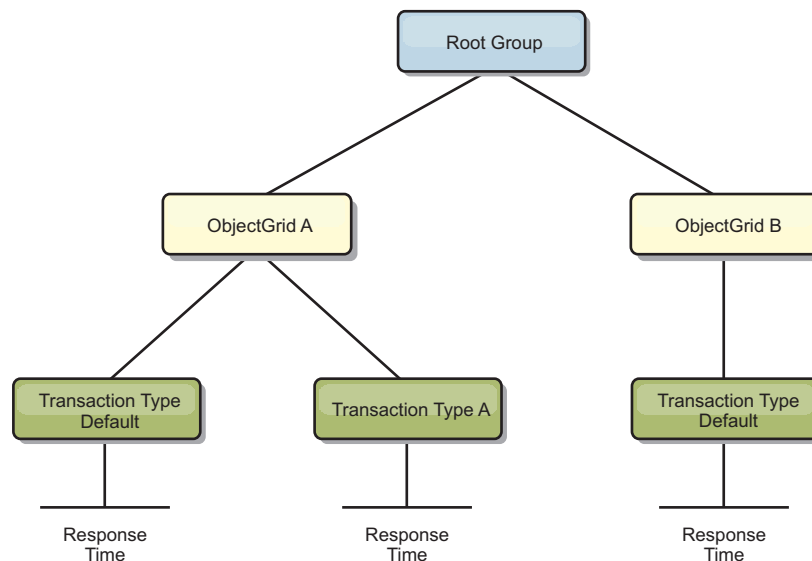 Root Group
ObjectGrid A
ObjectGrid B
Transaction Type
Default
Transaction Type A
Transaction Type
Default
Response
Time
Response
Time
Response
Time